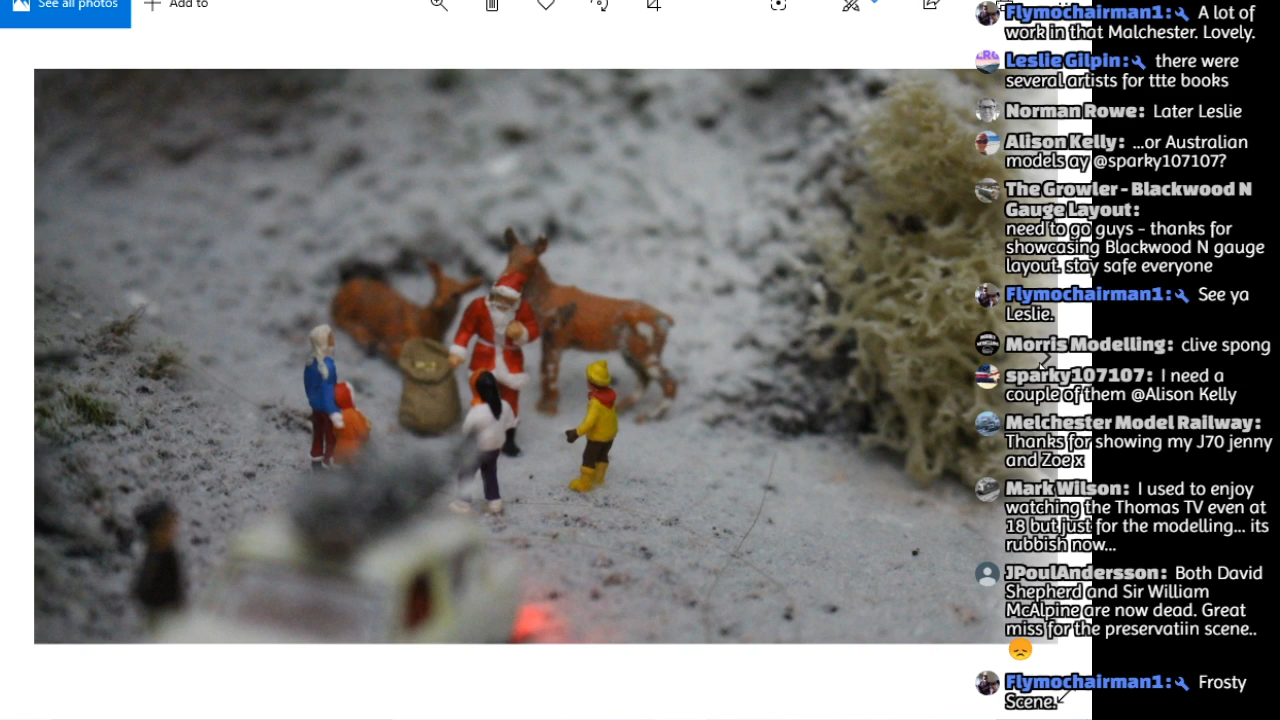 See all photos
Add to
Flymochairman1: A lot of
work in that Malchester. Lovely.
Leslie Gilpin: there were
several artists for ttte books
Norman Rowe: Later Leslie
Alison Kelly: ...or Australian
models ay @sparky107107?
The Growler - Blackwood N
Gauge Layout:
need to go guys - thanks for
showcasing Blackwood N gauge
layout. stay safe everyone
Flymochairman1: See ya
Leslie.
Morris Modelling: clive spong
sparky107107: I need a
couple of them @Alison Kelly
Melchester Model Railway:
Thanks for showing my J70 jenny
and Zoe x
Mark Wilson: I used to enjoy
watching the Thomas TV even at
18 but just for the modelling... its
rubbish now...
JPoulAndersson: Both David
Shepherd and Sir William
McAlpine are now dead. Great
miss for the preservatiin scene..
Flymochairman1: Frosty
Scene.